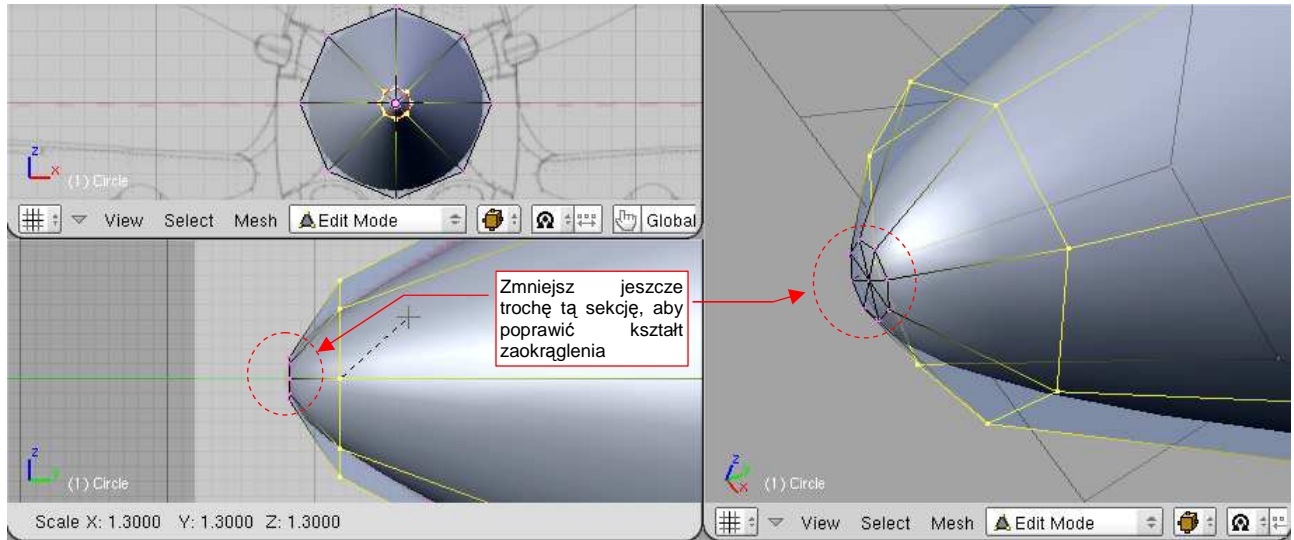 z
x
(1) Circle
View Select Mesh Edit Mode Global
Zmniejsz jeszcze
trochę tą sekcję, aby
poprawić kształt
zaokrąglenia
z
y
(1) Circle
Scale X: 1.3000 Y: 1.3000 Z: 1.3000
z
y
x
(1) Circle
View Select Mesh Edit Mode